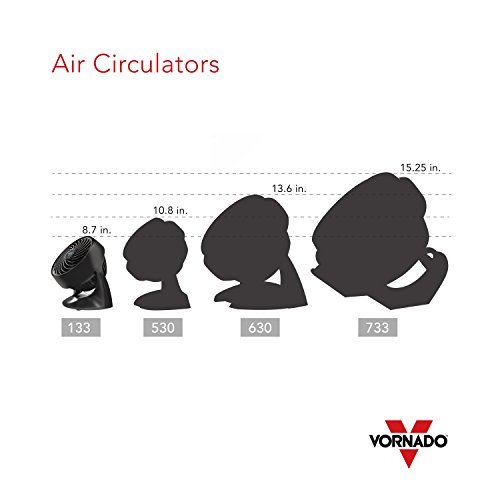 Air Circulators
15.25 in.
13.6 in.
10.8 in.
8.7 in.
133 530 630 733
VORNADO